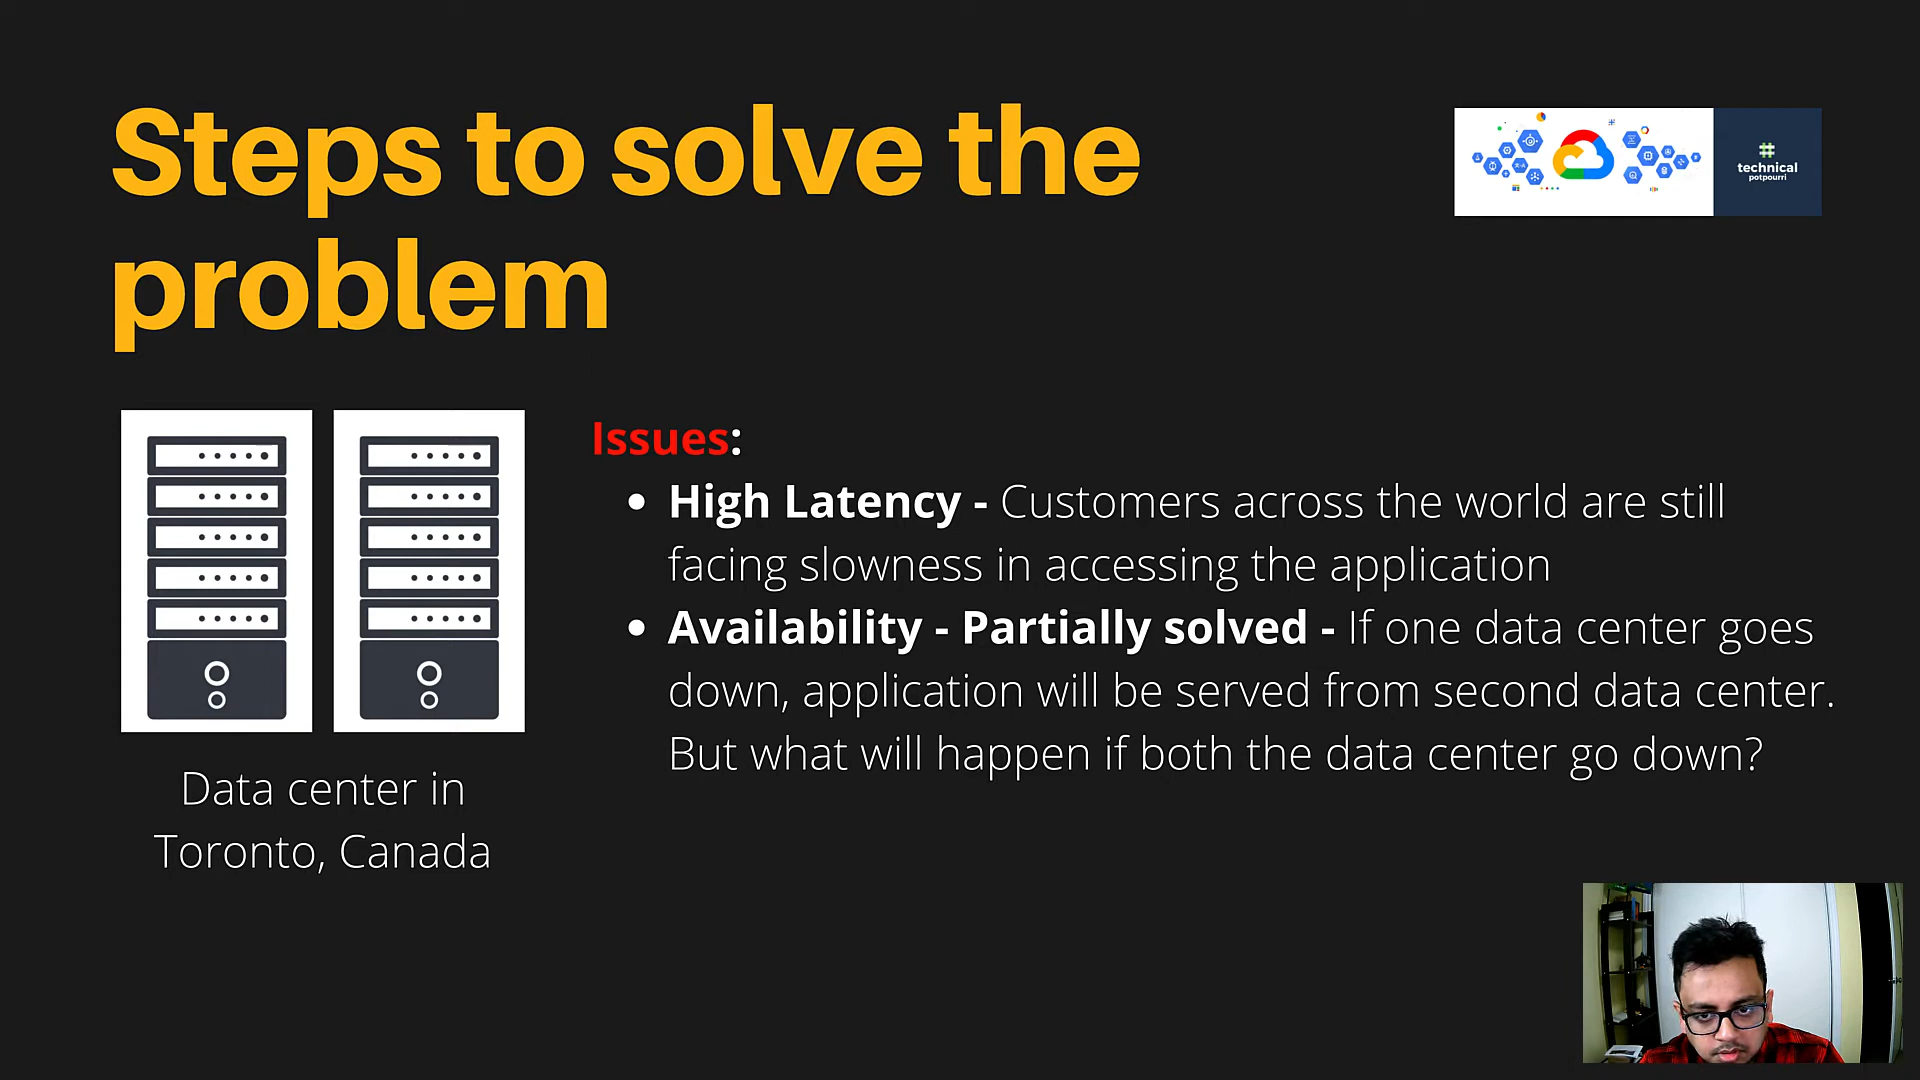 Steps to solve the
problem
technical
potpourri
Issues:
High Latency - Customers across the world are still
facing slowness in accessing the application
Availability - Partially solved - If one data center goes
down, application will be served from second data center.
But what will happen if both the data center go down?
Data center in
Toronto, Canada